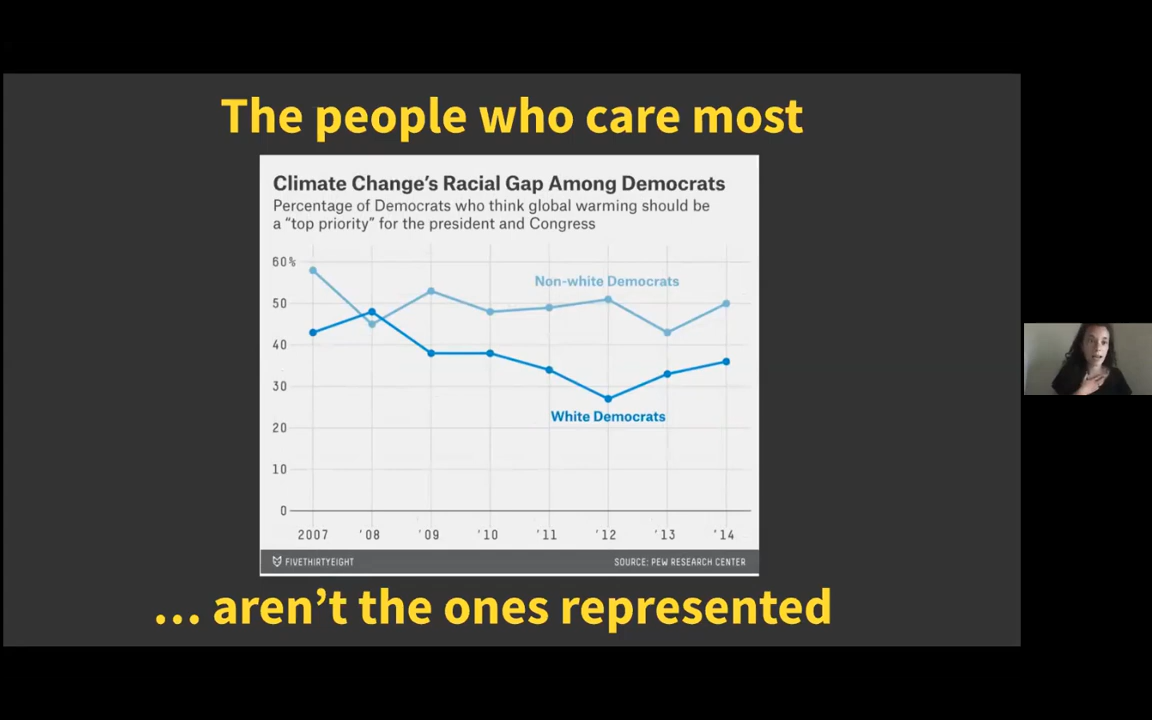 The people who care most
Climate Change's Racial Gap Among Democrats
Percentage of Democrats who think global warming should be
a “top priority” for the president and Congress
60%
Non-white Democrats
50
40
30
White Democrats
20
10
0
2007 '08 '09 '10 '11 '12 '13 '14
FIVETHIRTYEIGHT SOURCE: PEW RESEARCH CENTER
... aren't the ones represented